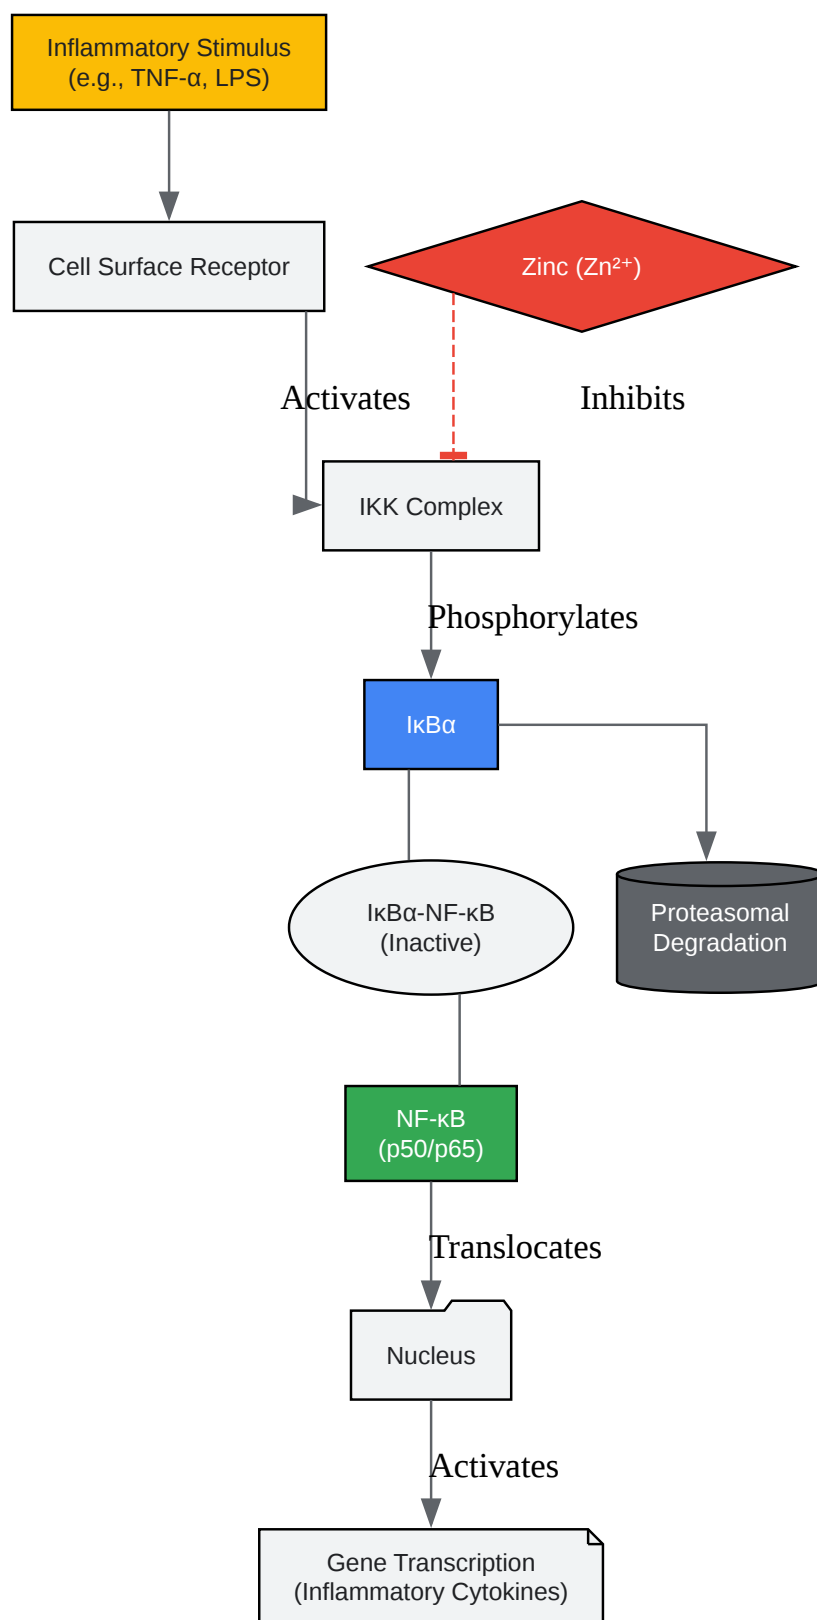 Inflammatory Stimulus
(e.g., TNF-α, LPS)
Cell Surface Receptor
Zinc (Zn²⁺)
Activates
Inhibits
IKK Complex
Phosphorylates
IκBα
IκBα-NF-κB
(Inactive)
Proteasomal
Degradation
NF-κB
(p50/p65)
Translocates
Nucleus
Activates
Gene Transcription
(Inflammatory Cytokines)